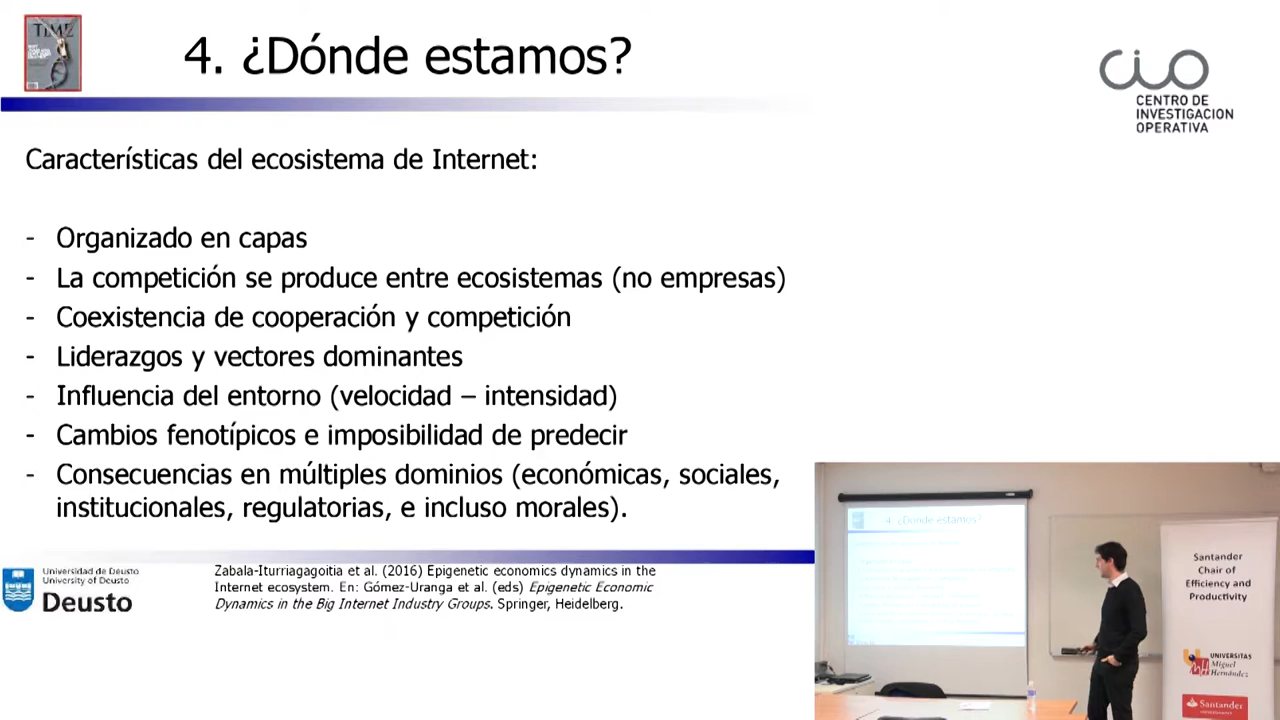 TIME
4. ¿Dónde estamos?
CIO
CENTRO DE
INVESTIGACION
OPERATIVA
Características del ecosistema de Internet:
- Organizado en capas
- La competición se produce entre ecosistemas (no empresas)
- Coexistencia de cooperación y competición
- Liderazgos y vectores dominantes
- Influencia del entorno (velocidad – intensidad)
- Cambios fenotípicos e imposibilidad de predecir
- Consecuencias en múltiples dominios (económicas, sociales,
institucionales, regulatorias, e incluso morales).
Universidad de Deusto
University of Deusto
Deusto
Zabala-Iturriagagoitia et al. (2016) Epigenetic economics dynamics in the
Internet ecosystem. En: Gómez-Uranga et al. (eds) Epigenetic Economic
Dynamics in the Big Internet Industry Groups. Springer, Heidelberg.
4. ¿Dónde estamos?
Santander
Chair of
Efficiency and
Productivity
UNIVERSITAS
Miguel
Hernández
Santander